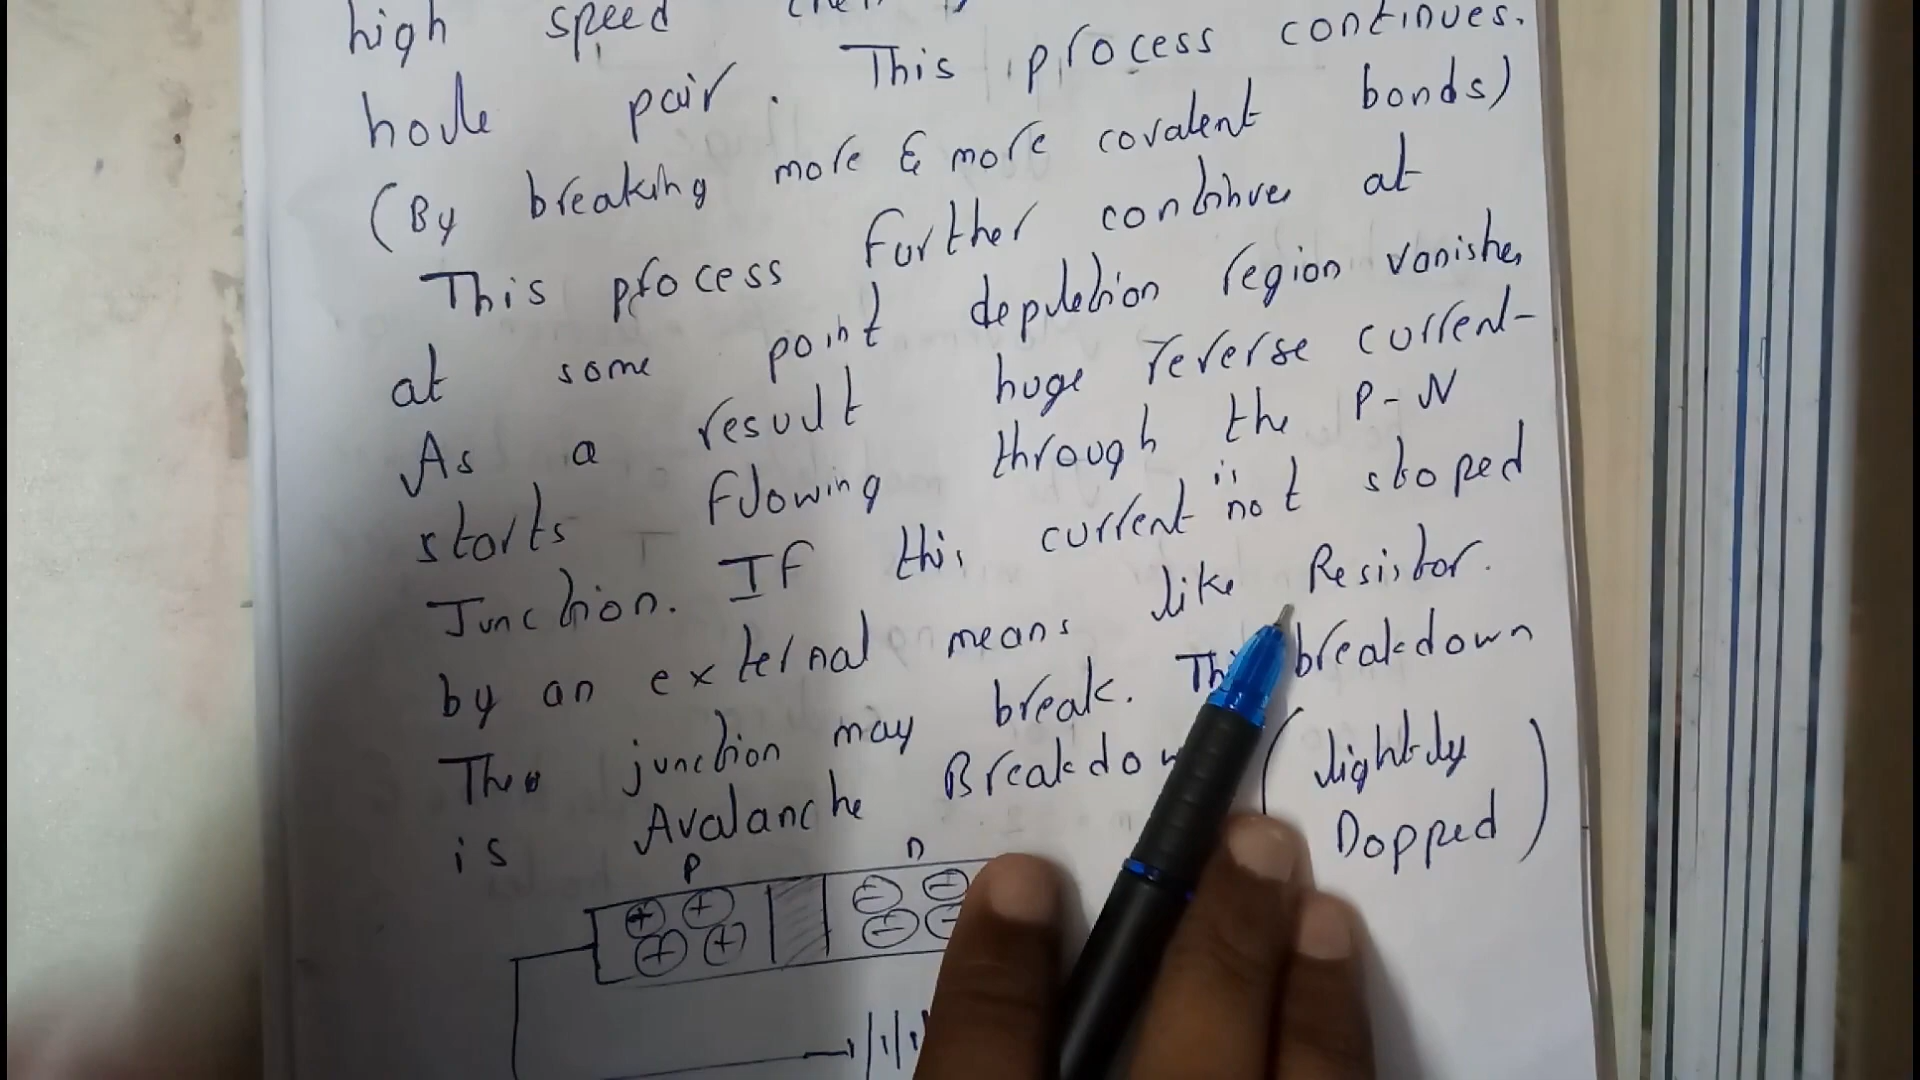 high speed
hole pair. This process continues.
(By breaking more & more covalent bonds)
This process further continues at
at some point depletion region vanishes
As a result huge reverse current
starts flowing through the P-N
Junction. If this current is not stoped
by an external means like Resistor.
The junction may break. This breakdown
is Avalanche Breakdown (lightly
Dopped)
P n
+ + - -
+ + - -